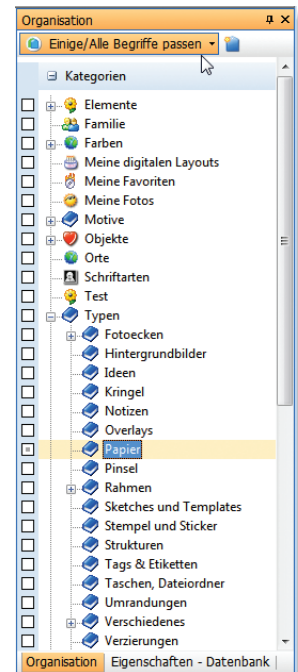 Organisation
Einige/Alle Begriffe passen
Kategorien
Elemente
Familie
Farben
Meine digitalen Layouts
Meine Favoriten
Meine Fotos
Motive
Objekte
Orte
Schriftarten
Test
Typen
Fotoecken
Hintergrundbilder
Ideen
Kringel
Notizen
Overlays
Papier
Pinsel
Rahmen
Sketches und Templates
Stempel und Sticker
Strukturen
Tags & Etiketten
Taschen, Dateiordner
Umrandungen
Verschiedenes
Verzierungen
Organisation Eigenschaften - Datenbank